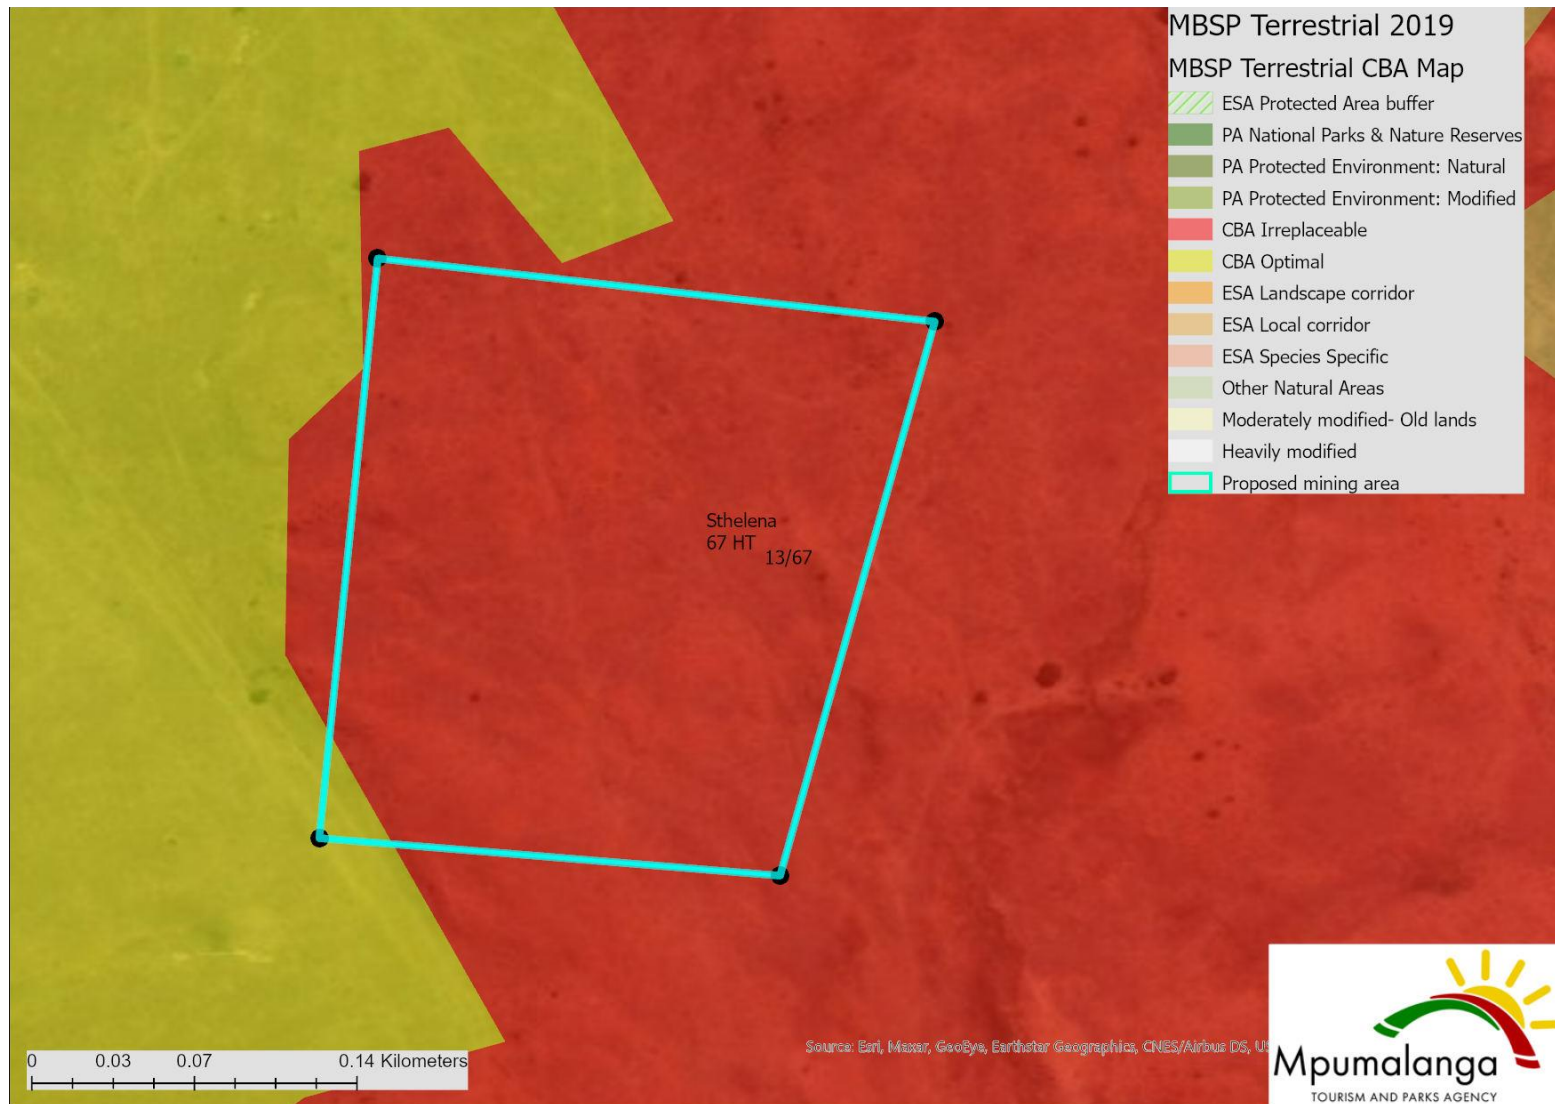 MBSP Terrestrial 2019
MBSP Terrestrial CBA Map
ESA Protected Area buffer
PA National Parks & Nature Reserves
PA Protected Environment: Natural
PA Protected Environment: Modified
CBA Irreplaceable
CBA Optimal
ESA Landscape corridor
ESA Local corridor
ESA Species Specific
Other Natural Areas
Moderately modified- Old lands
Heavily modified
Proposed mining area
Sthelena
67 HT
13/67
0 0.03 0.07 0.14 Kilometers
Source: Esri, Maxar, GeoEye, Earthstar Geographics, CNES/Airbus DS,
Mpumalanga
TOURISM AND PARKS AGENCY